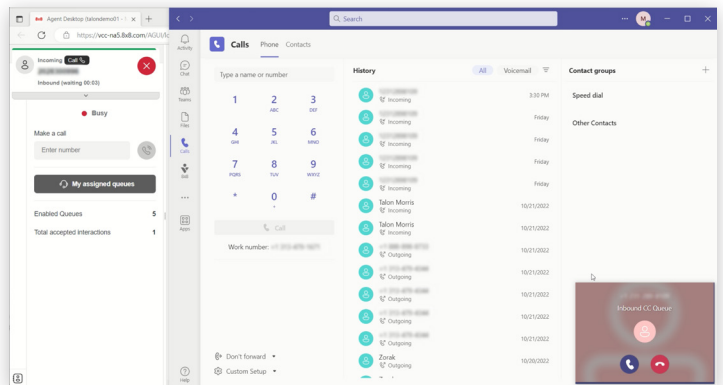 Agent Desktop (talondemo01 -
https://vcc-na5.8x8.com/AGUI/
Incoming Call
Inbound (waiting 00:03)
Busy
Make a call
Enter number
My assigned queues
Enabled Queues 5
Total accepted interactions 1
Search
M
Activity
Chat
Teams
Files
Calls
8x8
Apps
Help
Calls Phone Contacts
Type a name or number
1 2 3
ABC DEF
4 5 6
GHI JKL MNO
7 8 9
PQRS TUV WXYZ
* 0 #
+
Call
Work number:
Don't forward
Custom Setup
History All Voicemail
Incoming 3:30 PM
Incoming Friday
Incoming Friday
Incoming Friday
Incoming Friday
Talon Morris
Incoming 10/21/2022
Talon Morris
Incoming 10/21/2022
Outgoing 10/21/2022
Outgoing 10/21/2022
Outgoing 10/21/2022
Outgoing 10/21/2022
Outgoing 10/21/2022
Zorak
Outgoing 10/20/2022
Contact groups
Speed dial
Other Contacts
Inbound CC Queue